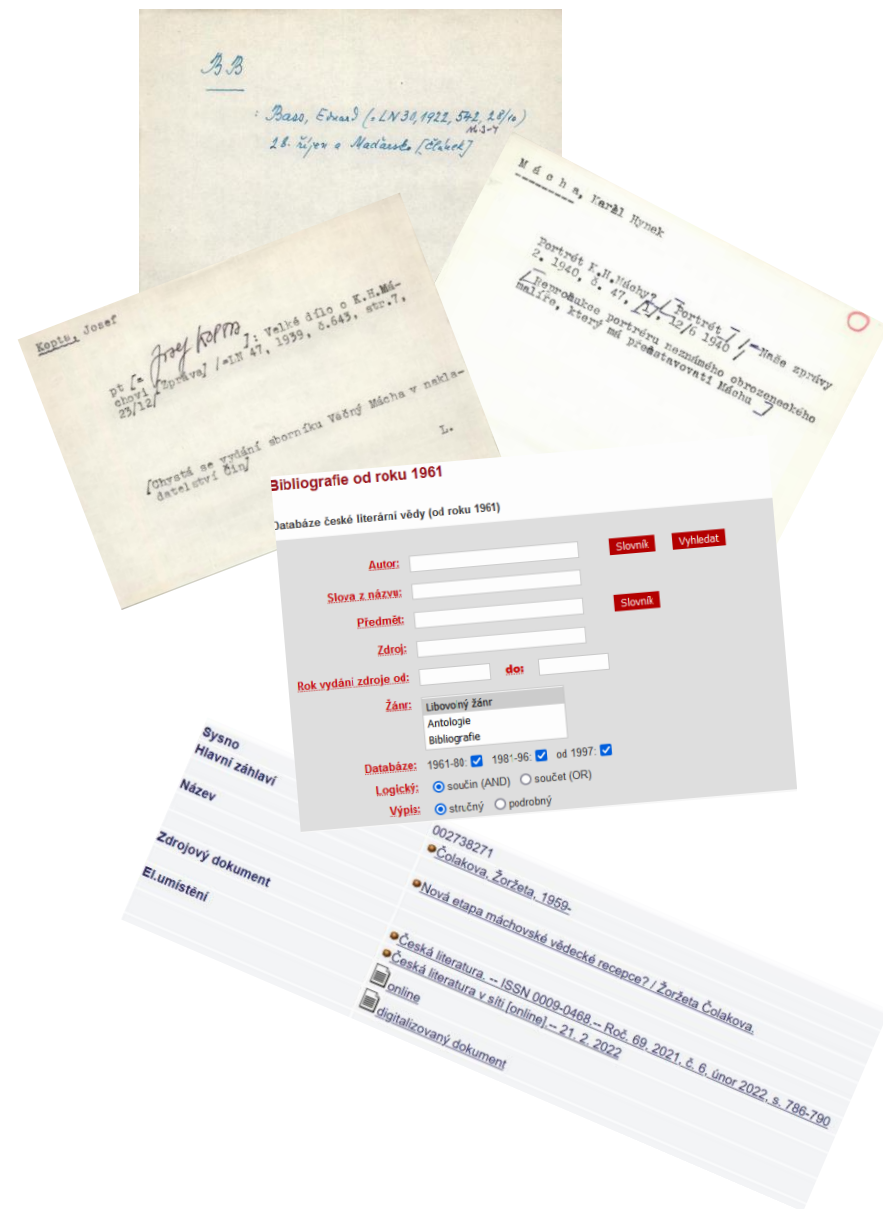 BB
: Bass, Eduard (=LN 30, 1922, 542, 28/10)
28. říjen a Maďarsko [článek]
M á c h a, Karel Hynek
Portrét K.H.Máchy? /Portrét / /=Naše zprávy
2. 1940, č. 47, 12/6 1940 /
/Reprodukce portréru neznámého obrozeneckého
malíře, který má představovati Máchu /
Kopta, Josef
pt [= Josef Kopta ]: Velké dílo o K.H.Má-
chovi [Zpráva] /=LN 47, 1939, č.643, str.7,
23/12/
[Chystá se vydání sborníku Věčný Mácha v nakla-
datelství Čin]
L.
Bibliografie od roku 1961
Databáze české literární vědy (od roku 1961)
Autor: Slovník Vyhledat
Slova z názvu:
Předmět: Slovník
Zdroj:
Rok vydání zdroje od: do:
Žánr: Libovolný žánr
Antologie
Bibliografie
Databáze: 1961-80: 1981-96: od 1997:
Logický: součin (AND) součet (OR)
Výpis: stručný podrobný
Sysno 002738271
Hlavní záhlaví Čolakova, Žoržeta, 1959-
Název Nová etapa máchovské vědecké recepce? / Žoržeta Čolakova.
Zdrojový dokument Česká literatura. -- ISSN 0009-0468.-- Roč. 69, 2021, č. 6, únor 2022, s. 786-790
Česká literatura v síti [online].-- 21. 2. 2022
El.umístění online
digitalizovaný dokument